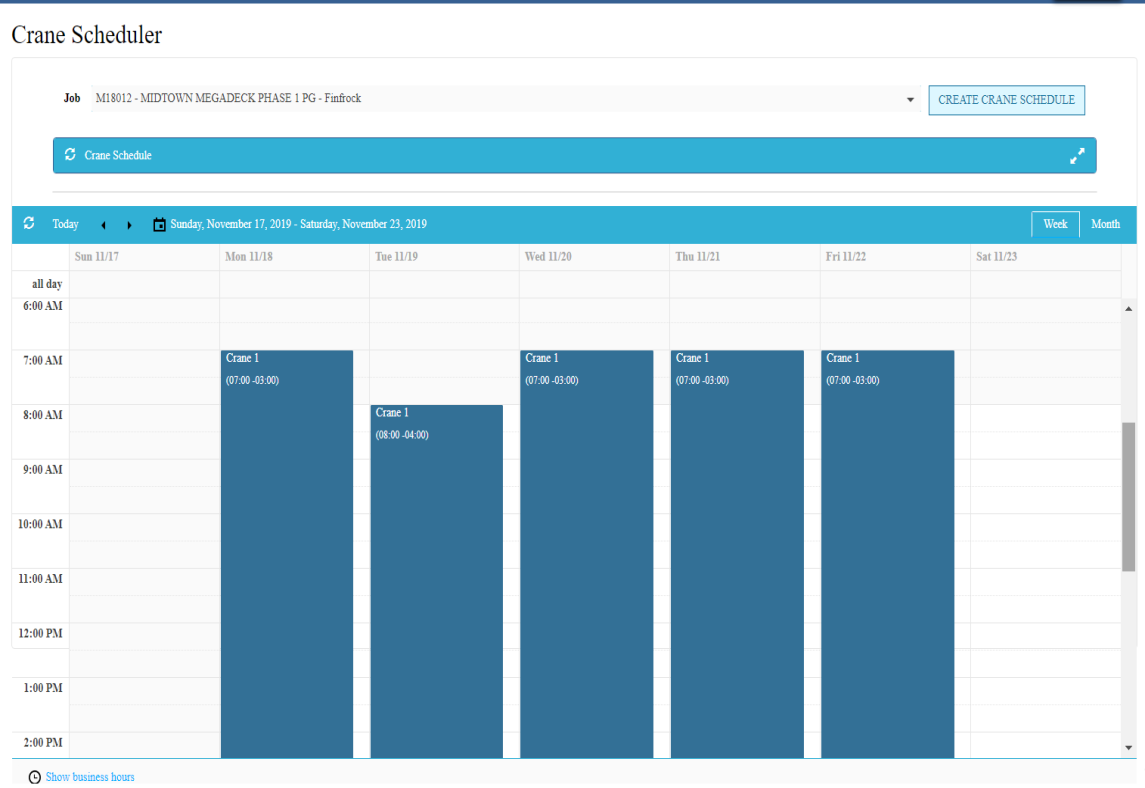 Crane Scheduler
Job M18012 - MIDTOWN MEGADECK PHASE 1 PG - Finfrock CREATE CRANE SCHEDULE
Crane Schedule
Today Sunday, November 17, 2019 - Saturday, November 23, 2019 Week Month
Sun 11/17 Mon 11/18 Tue 11/19 Wed 11/20 Thu 11/21 Fri 11/22 Sat 11/23
all day
6:00 AM
7:00 AM Crane 1 Crane 1 Crane 1 Crane 1
(07:00 -03:00) (07:00 -03:00) (07:00 -03:00) (07:00 -03:00)
8:00 AM Crane 1
(08:00 -04:00)
9:00 AM
10:00 AM
11:00 AM
12:00 PM
1:00 PM
2:00 PM
Show business hours